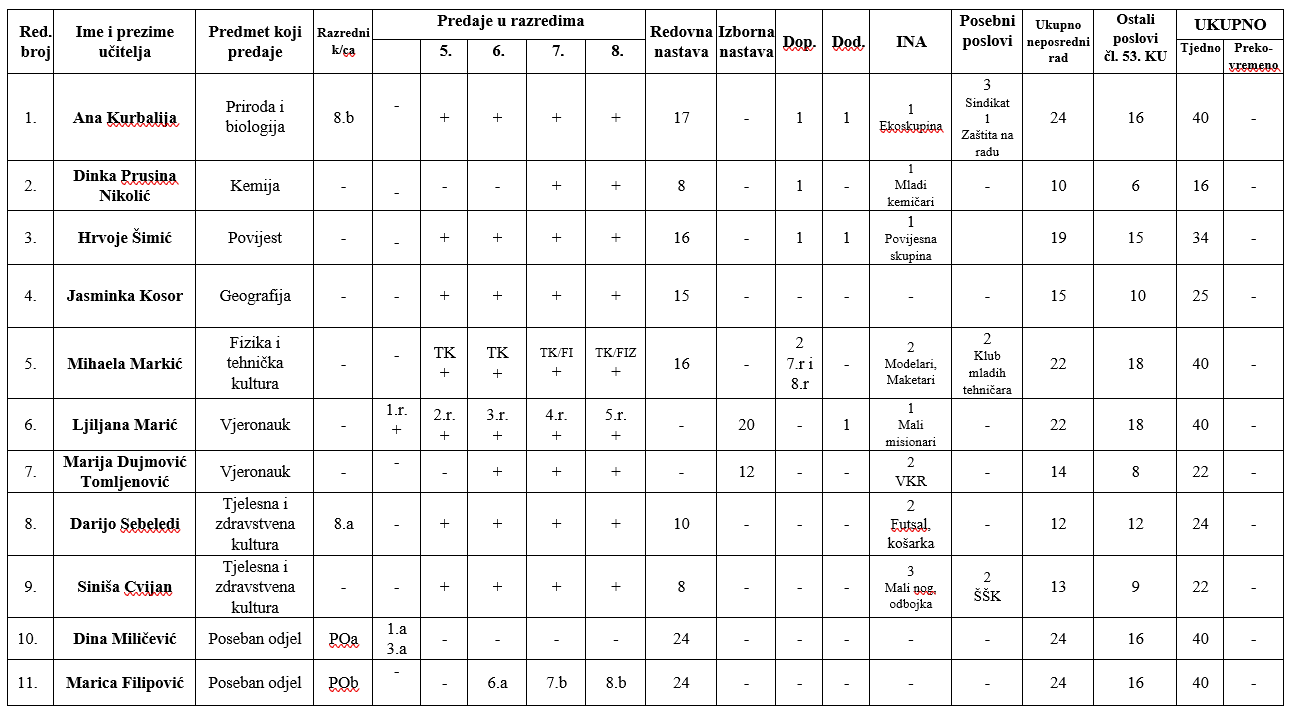 Red. broj | Ime i prezime učitelja | Predmet koji predaje | Razredni k/ca | Predaje u razredima | Redovna nastava | Izborna nastava | Dop. | Dod. | INA | Posebni poslovi | Ukupno neposredni rad | Ostali poslovi čl. 53. KU | UKUPNO
5. | 6. | 7. | 8. | Tjedno | Preko-vremeno
1. | Ana Kurbalija | Priroda i biologija | 8.b | - | + | + | + | + | 17 | - | 1 | 1 | 1 Ekoskupina | 3 Sindikat 1 Zaštita na radu | 24 | 16 | 40 | -
2. | Dinka Prusina Nikolić | Kemija | - | - | - | - | + | + | 8 | - | 1 | - | 1 Mladi kemičari | - | 10 | 6 | 16 | -
3. | Hrvoje Šimić | Povijest | - | - | + | + | + | + | 16 | - | 1 | 1 | 1 Povijesna skupina | | 19 | 15 | 34 | -
4. | Jasminka Kosor | Geografija | - | - | + | + | + | + | 15 | - | - | - | - | - | 15 | 10 | 25 | -
5. | Mihaela Markić | Fizika i tehnička kultura | - | - | TK + | TK + | TK/FI + | TK/FIZ + | 16 | - | 2 7.r i 8.r | - | 2 Modelari, Maketari | 2 Klub mladih tehničara | 22 | 18 | 40 | -
6. | Ljiljana Marić | Vjeronauk | - | 1.r. + | 2.r. + | 3.r. + | 4.r. + | 5.r. + | - | 20 | - | 1 | 1 Mali misionari | - | 22 | 18 | 40 | -
7. | Marija Dujmović Tomljenović | Vjeronauk | - | - | - | + | + | + | - | 12 | - | - | 2 VKR | - | 14 | 8 | 22 | -
8. | Darijo Sebeledi | Tjelesna i zdravstvena kultura | 8.a | - | + | + | + | + | 10 | - | - | - | 2 Futsal, košarka | - | 12 | 12 | 24 | -
9. | Siniša Cvijan | Tjelesna i zdravstvena kultura | - | - | + | + | + | + | 8 | - | - | - | 3 Mali nog, odbojka | 2 ŠŠK | 13 | 9 | 22 | -
10. | Dina Miličević | Poseban odjel | POa | 1.a 3.a | - | - | - | - | 24 | - | - | - | - | - | 24 | 16 | 40 | -
11. | Marica Filipović | Poseban odjel | POb | - | - | 6.a | 7.b | 8.b | 24 | - | - | - | - | - | 24 | 16 | 40 | -